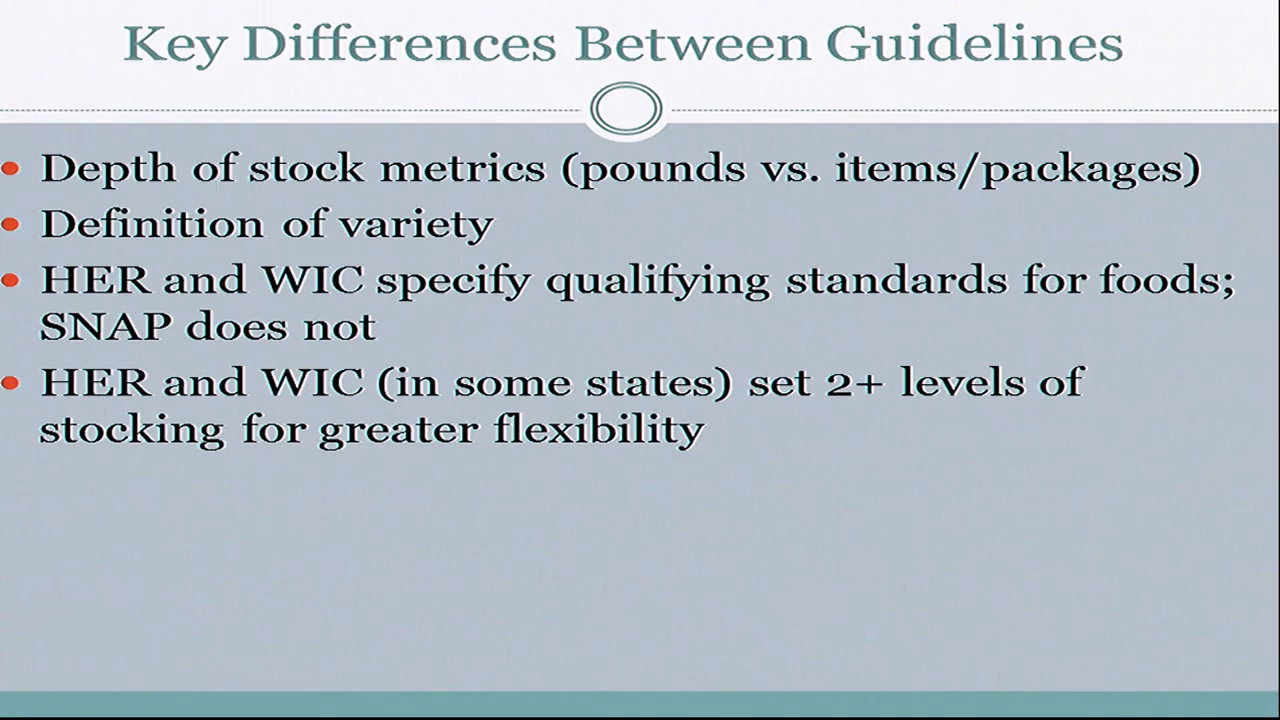 Key Differences Between Guidelines
Depth of stock metrics (pounds vs. items/packages)
Definition of variety
HER and WIC specify qualifying standards for foods;
SNAP does not
HER and WIC (in some states) set 2+ levels of
stocking for greater flexibility